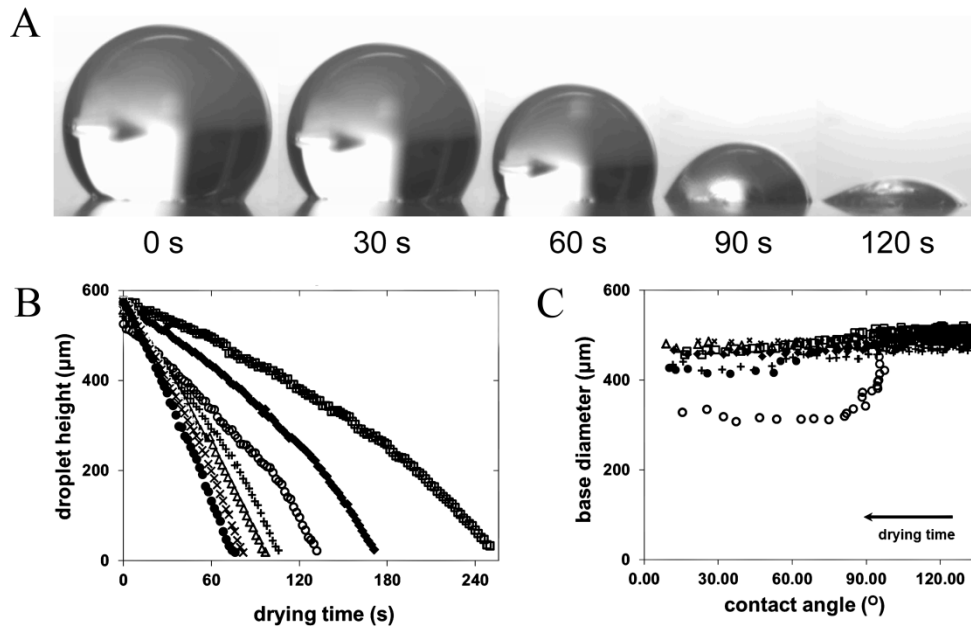 A
0 s 30 s 60 s 90 s 120 s
B
600
400
200
0
droplet height (µm)
0 60 120 180 240
drying time (s)
C
600
400
200
0
base diameter (µm)
drying time
0.00 30.00 60.00 90.00 120.00
contact angle (O)